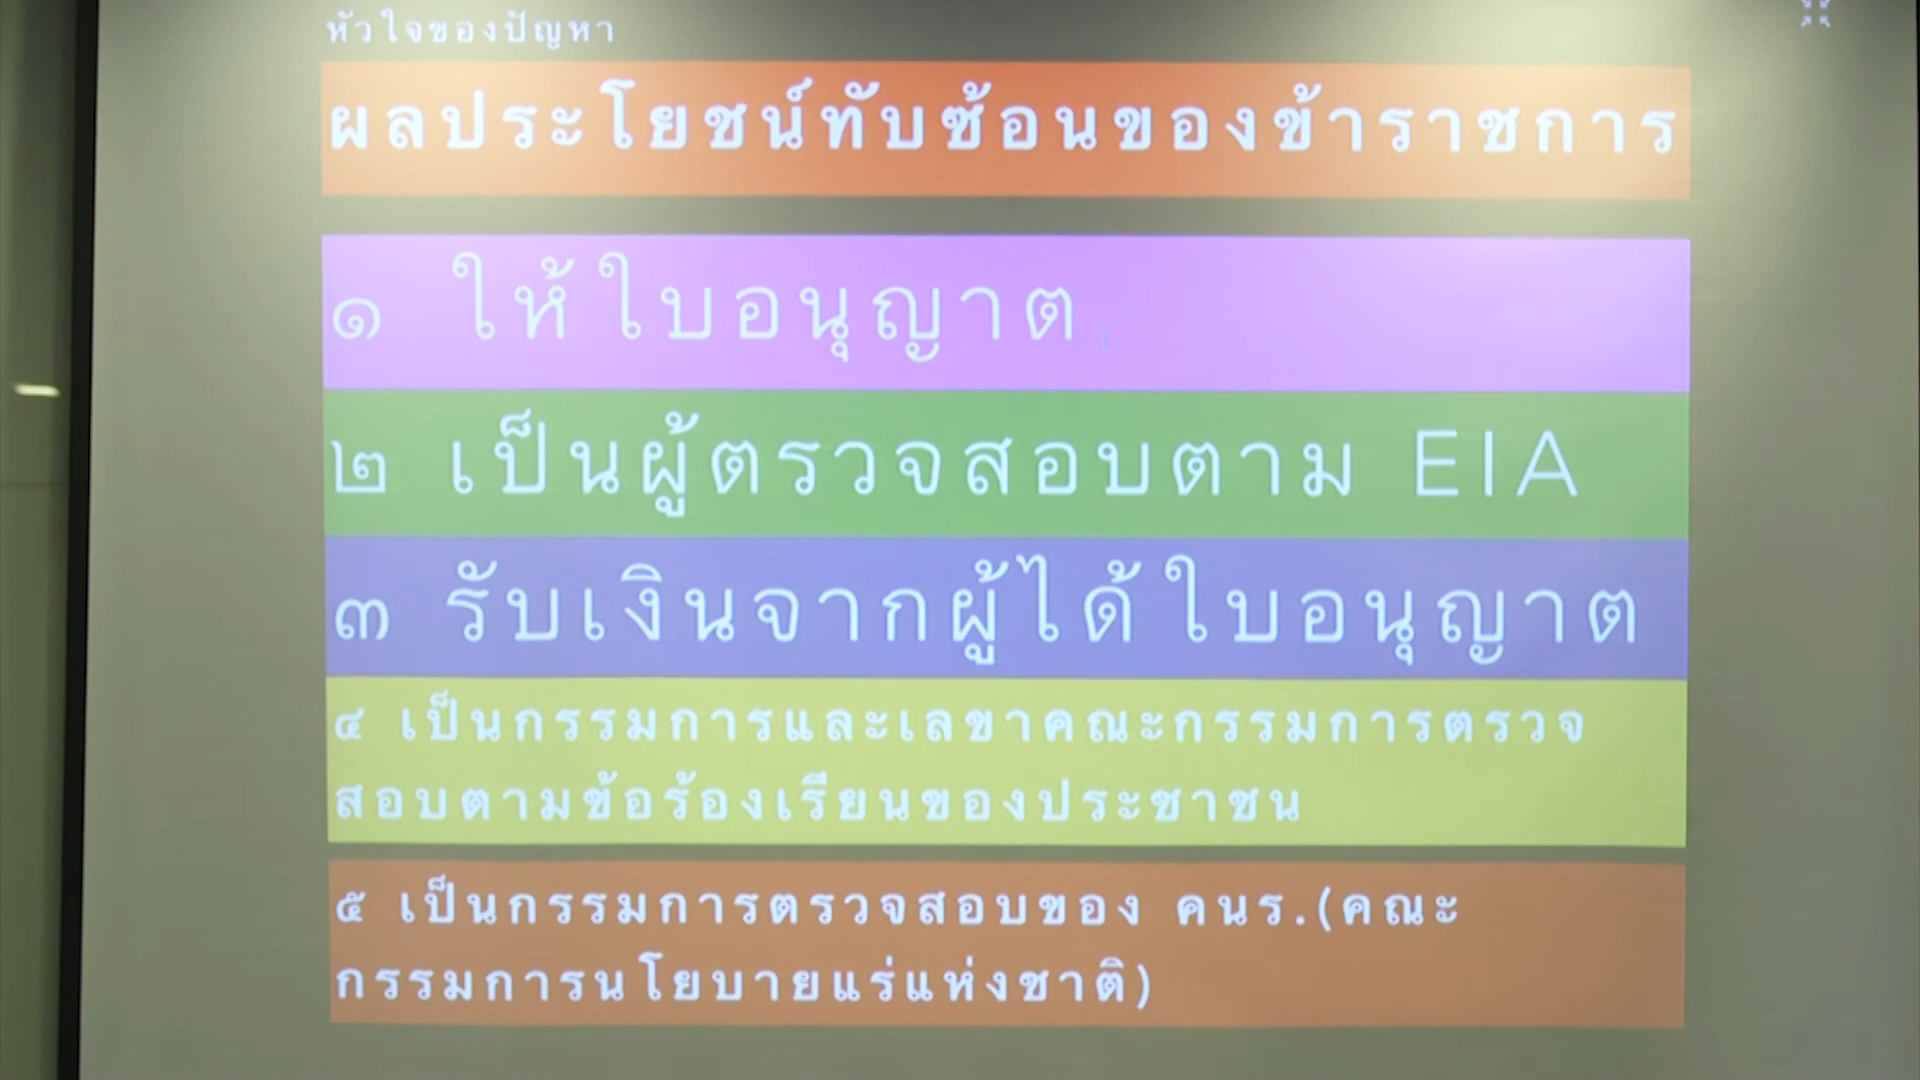 หัวใจของปัญหา
ผลประโยชน์ทับซ้อนของข้าราชการ
๑ ให้ใบอนุญาต
๒ เป็นผู้ตรวจสอบตาม EIA
๓ รับเงินจากผู้ได้ใบอนุญาต
๔ เป็นกรรมการและเลขาคณะกรรมการตรวจ
สอบตามข้อร้องเรียนของประชาชน
๕ เป็นกรรมการตรวจสอบของ คนร.(คณะ
กรรมการนโยบายแร่แห่งชาติ)